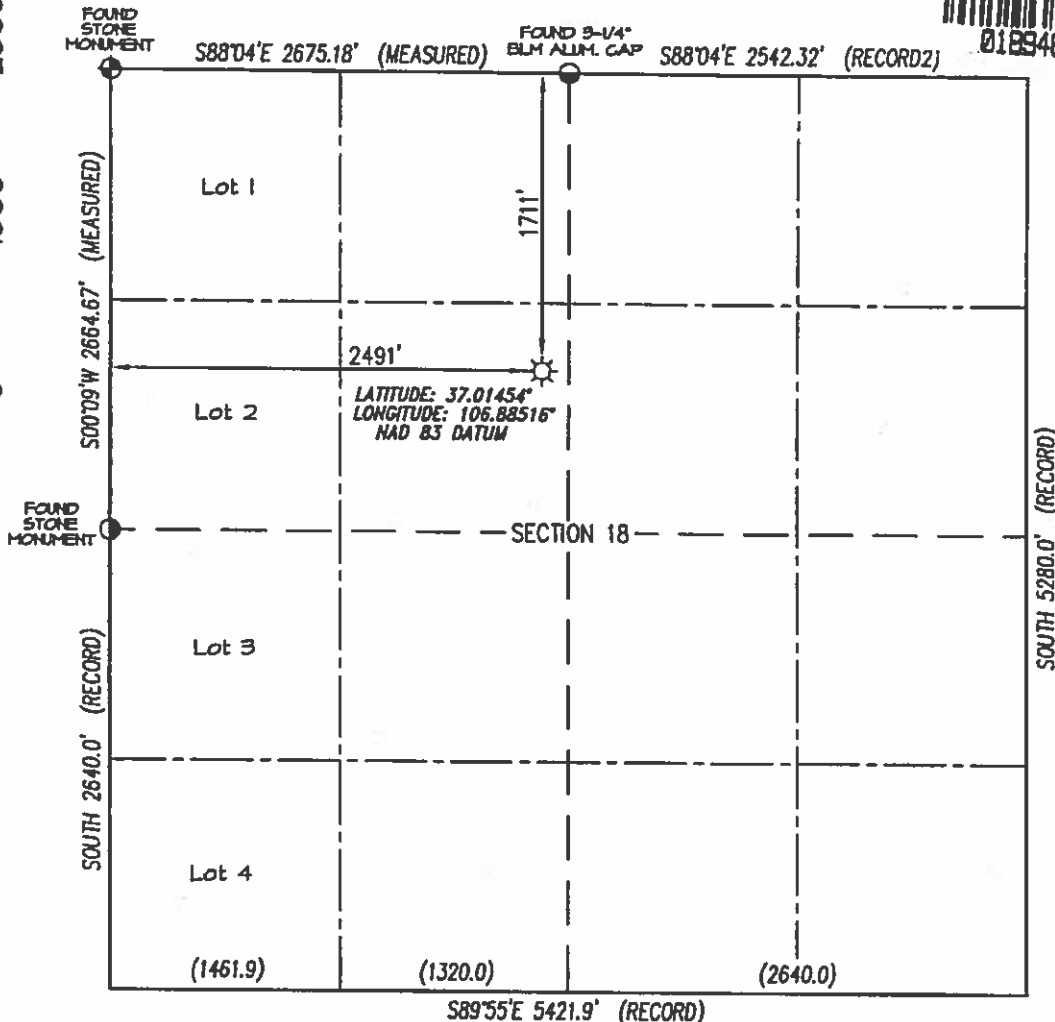 FOUND
STONE
MONUMENT
S88°04'E 2675.18' (MEASURED)
FOUND 3-1/4"
BLM ALUM. CAP
S88°04'E 2542.32' (RECORD2)
S00°09'W 2664.67' (MEASURED)
Lot 1
1711'
2491'
LATITUDE: 37.01454°
LONGITUDE: 106.88516°
NAD 83 DATUM
Lot 2
FOUND
STONE
MONUMENT
SECTION 18
SOUTH 5280.0' (RECORD)
Lot 3
SOUTH 2640.0' (RECORD)
Lot 4
(1461.9)
(1320.0)
(2640.0)
S89°55'E 5421.9' (RECORD)